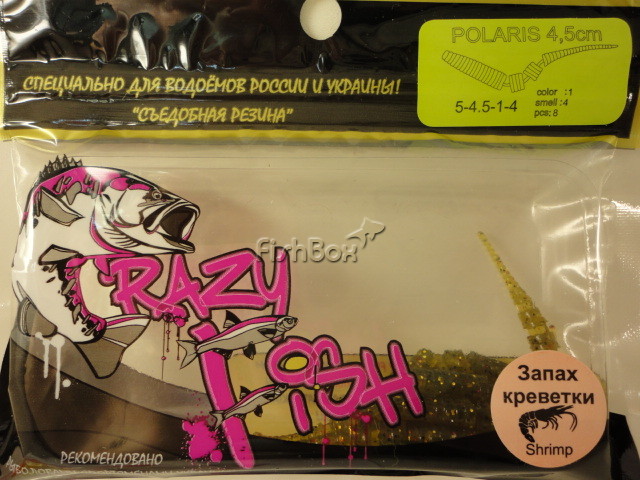 POLARIS 4,5cm
color :1
5-4.5-1-4 smell :4
pcs; 8
СПЕЦИАЛЬНО ДЛЯ ВОДОЁМОВ РОССИИ И УКРАИНЫ!
"СЪЕДОБНАЯ РЕЗИНА"
FishBox
RAZY
FISH
Запах
креветки
Shrimp
РЕКОМЕНДОВАНО